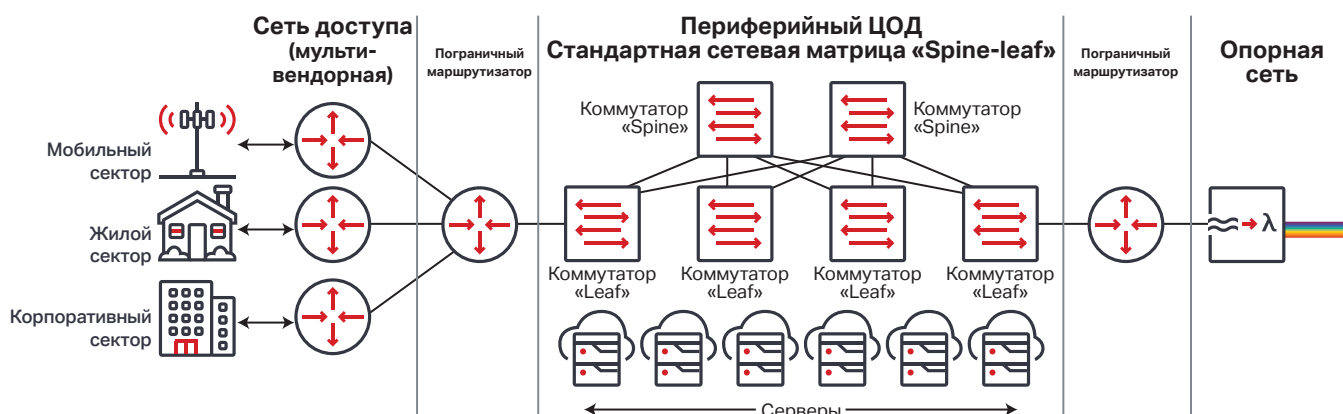 Сеть доступа
(мульти-
вендорная)
Пограничный
маршрутизатор
Периферийный ЦОД
Стандартная сетевая матрица «Spine-leaf»
Пограничный
маршрутизатор
Опорная
сеть
Коммутатор
«Spine»
Коммутатор
«Spine»
Мобильный
сектор
Жилой
сектор
Корпоративный
сектор
λ
Коммутатор
«Leaf»
Коммутатор
«Leaf»
Коммутатор
«Leaf»
Коммутатор
«Leaf»
Серверы